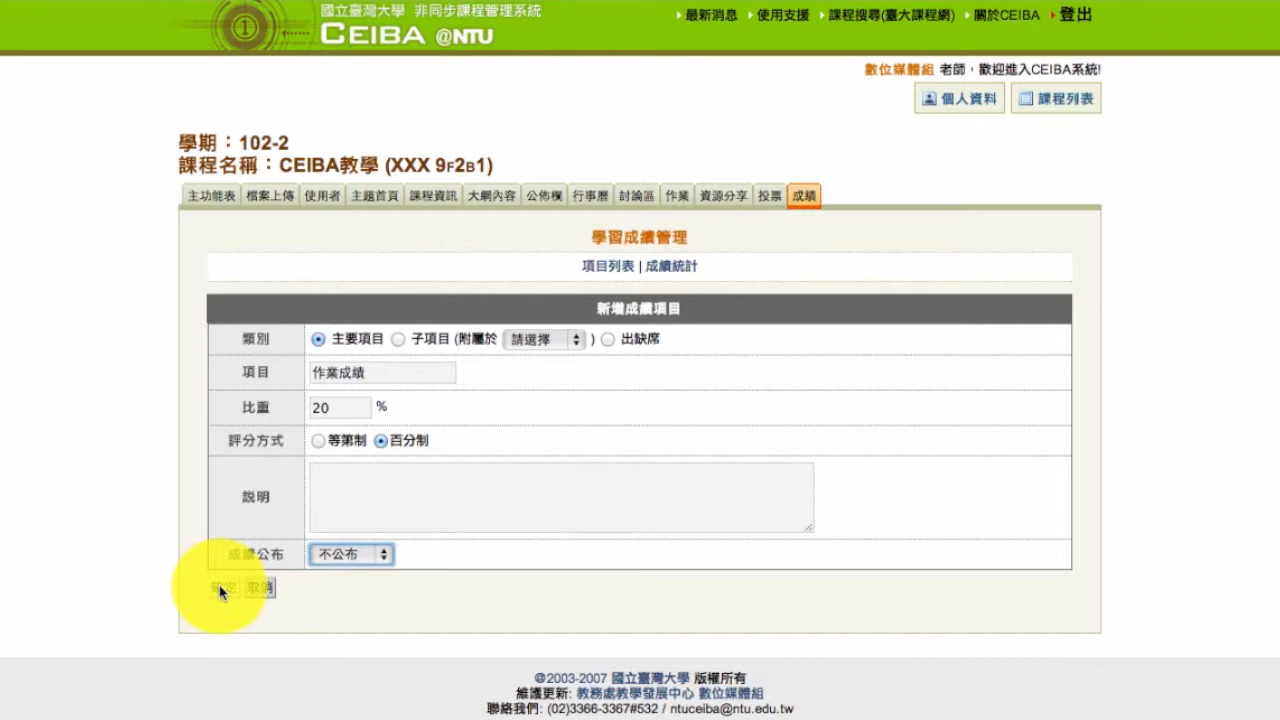 國立臺灣大學 非同步課程管理系統
CEIBA @NTU
最新消息 使用支援 課程搜尋(臺大課程網) 關於CEIBA 登出
數位媒體組 老師，歡迎進入CEIBA系統!
個人資料 課程列表
學期：102-2
課程名稱：CEIBA教學 (XXX 9F2B1)
主功能表 檔案上傳 使用者 主題首頁 課程資訊 大綱內容 公佈欄 行事曆 討論區 作業 資源分享 投票 成績
學習成績管理
項目列表 | 成績統計
新增成績項目
類別 主要項目 子項目 (附屬於 請選擇 ) 出缺席
項目 作業成績
比重 20 %
評分方式 等第制 百分制
説明
成績公布 不公布
確定 取消
@2003-2007 國立臺灣大學 版權所有
維護更新: 教務處教學發展中心 數位媒體組
聯絡我們: (02)3366-3367#532 / ntuceiba@ntu.edu.tw